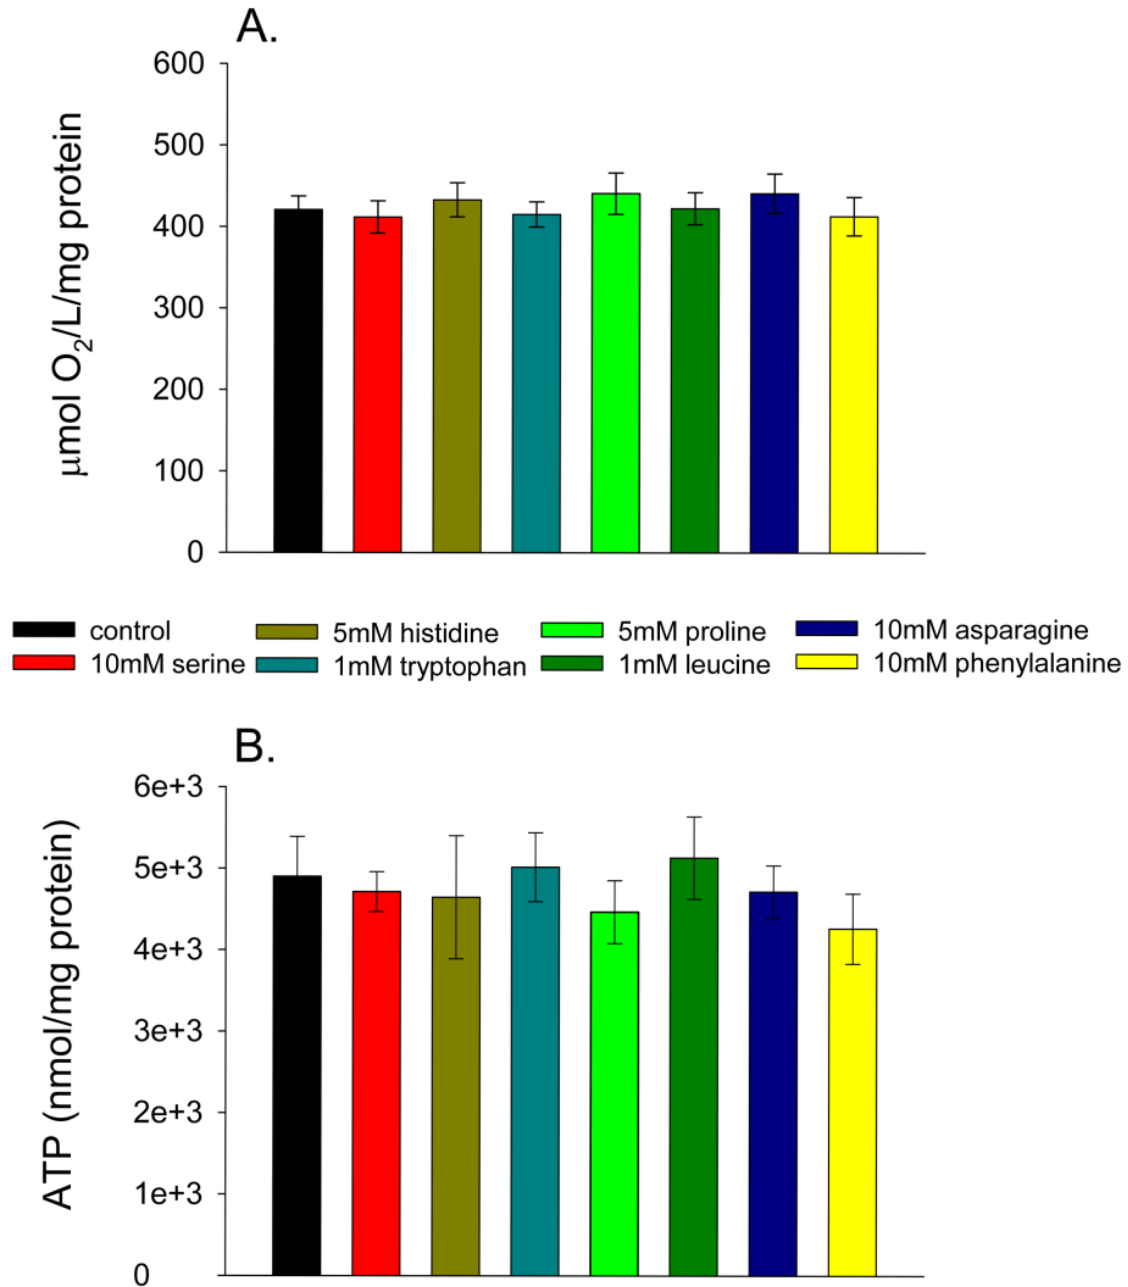 A.
600
500
400
300
200
100
0
μmol O2/L/mg protein
control
5mM histidine
5mM proline
10mM asparagine
10mM serine
1mM tryptophan
1mM leucine
10mM phenylalanine
B.
6e+3
5e+3
4e+3
3e+3
2e+3
1e+3
0
ATP (nmol/mg protein)